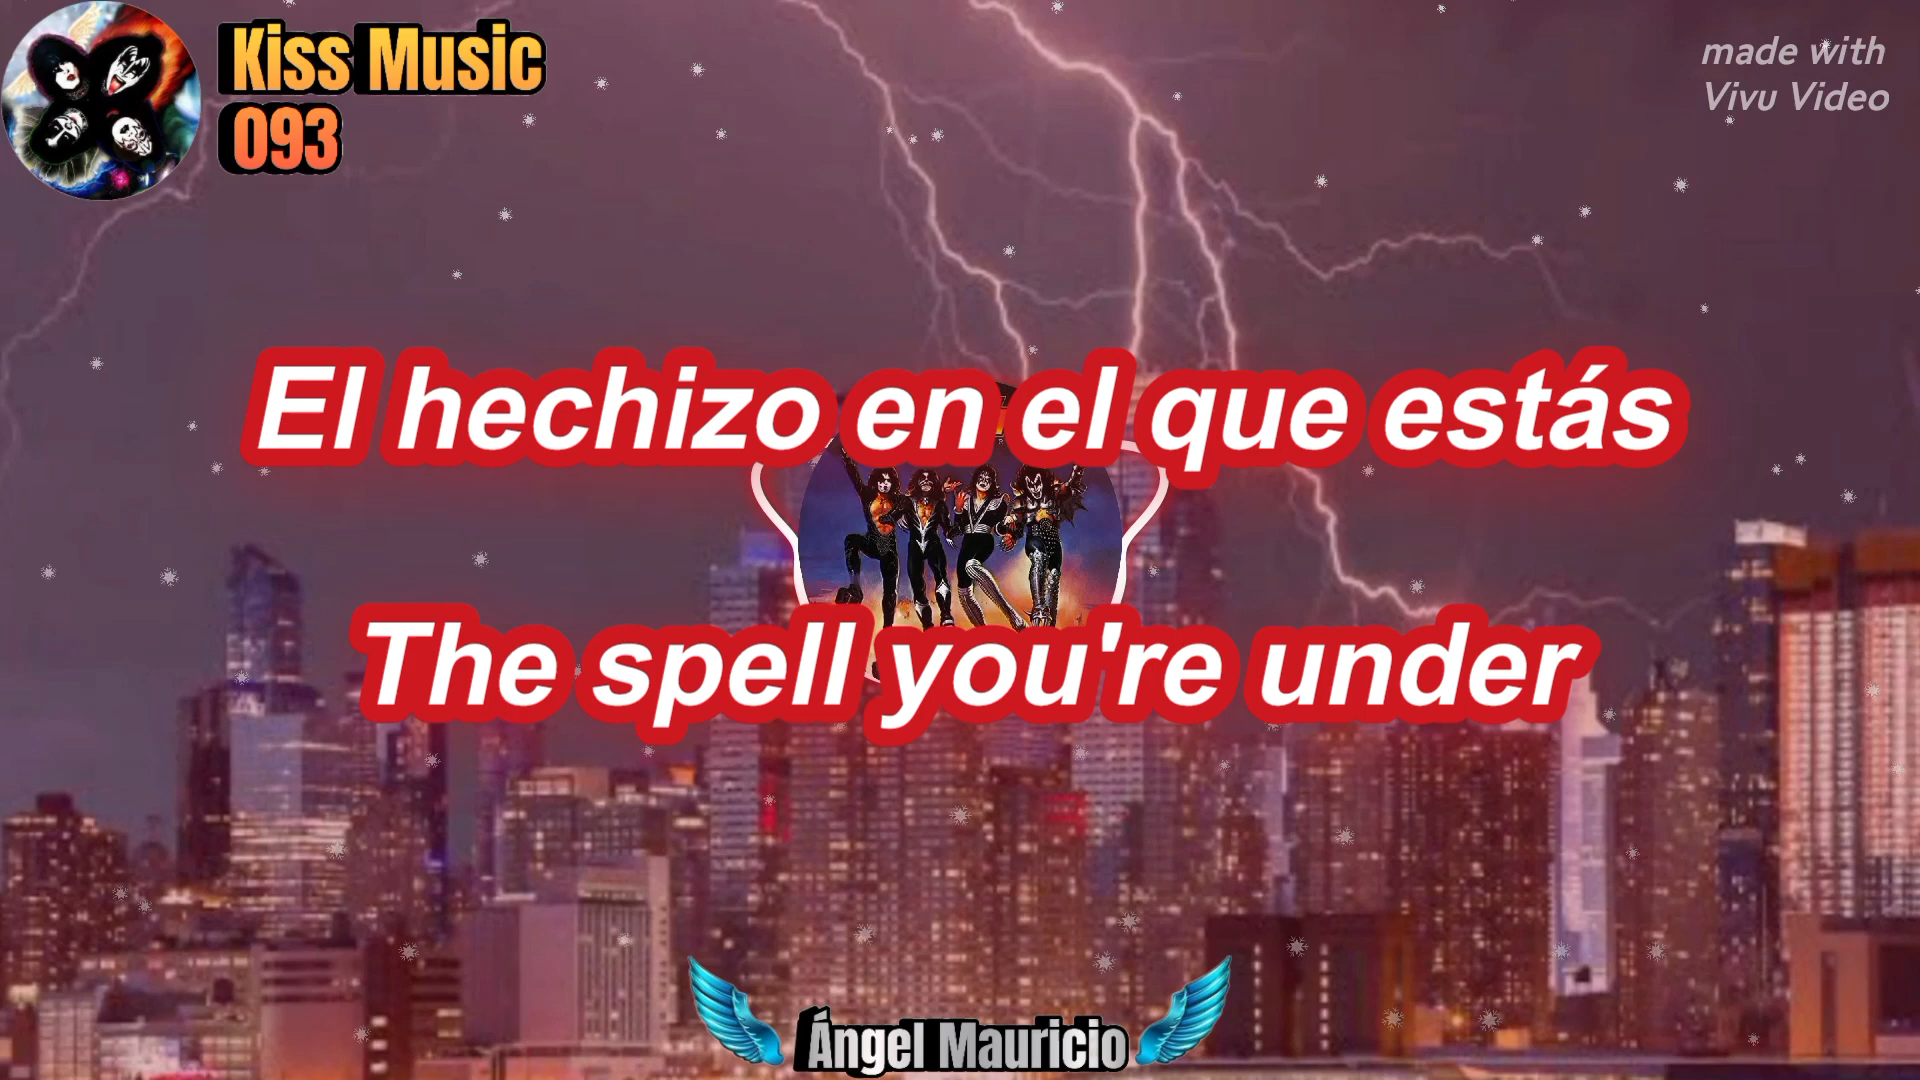 Kiss Music
093
made with
Vivu Video
El hechizo en el que estás
The spell you're under
Ángel Mauricio